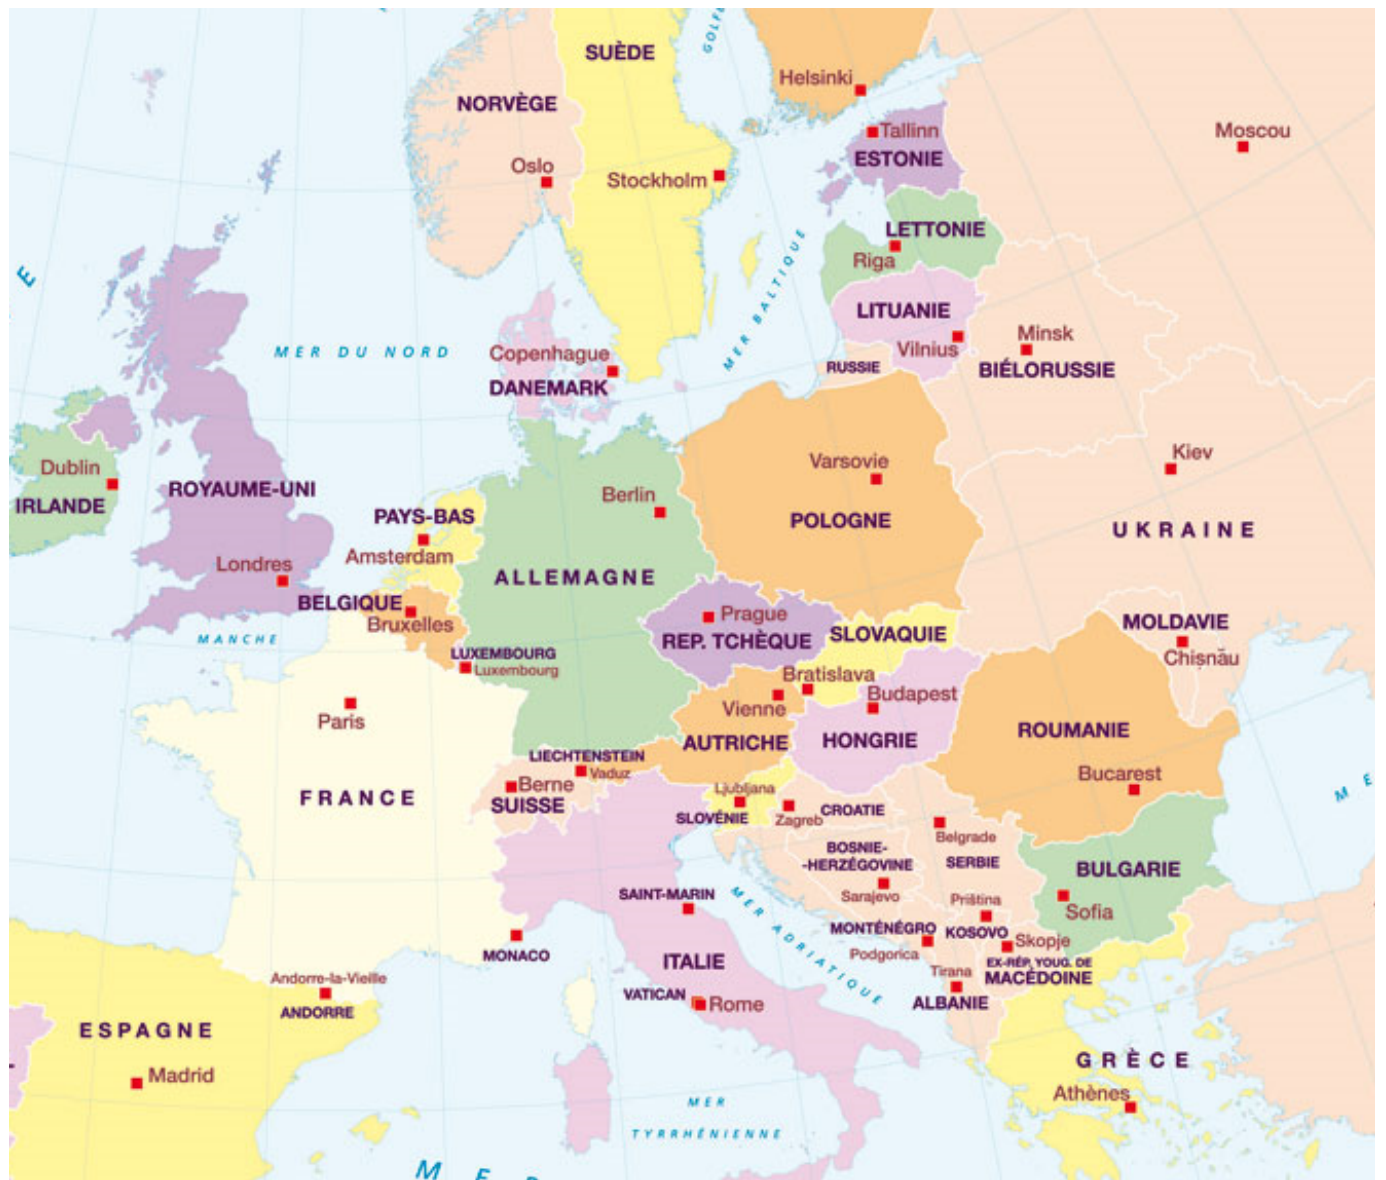 SUÈDE
GOLFE
Helsinki
NORVÈGE
Tallinn
Moscou
ESTONIE
Oslo
Stockholm
LETTONIE
Riga
MER BALTIQUE
E
LITUANIE
MER DU NORD
Copenhague
Vilnius
Minsk
RUSSIE
BIÉLORUSSIE
DANEMARK
Dublin
Varsovie
Kiev
ROYAUME-UNI
IRLANDE
Berlin
PAYS-BAS
POLOGNE
UKRAINE
Amsterdam
Londres
ALLEMAGNE
BELGIQUE
Bruxelles
Prague
MANCHE
REP. TCHÈQUE
SLOVAQUIE
MOLDAVIE
LUXEMBOURG
Luxembourg
Chișnău
Bratislava
Budapest
Paris
Vienne
AUTRICHE
HONGRIE
ROUMANIE
LIECHTENSTEIN
Vaduz
Bucarest
Berne
SUISSE
Ljubljana
FRANCE
M E
SLOVÉNIE
Zagreb
CROATIE
Belgrade
BOSNIE-
-HERZÉGOVINE
SERBIE
BULGARIE
Sarajevo
SAINT-MARIN
Priština
Sofia
MER ADRIATIQUE
MONTÉNÉGRO
KOSOVO
Skopje
MONACO
Podgorica
ITALIE
EX-RÉP. YOUG. DE
MACÉDOINE
Tirana
Andorre-la-Vieille
ANDORRE
VATICAN
Rome
ALBANIE
ESPAGNE
GRÈCE
Madrid
Athènes
MER
TYRRHÉNIENNE
M E